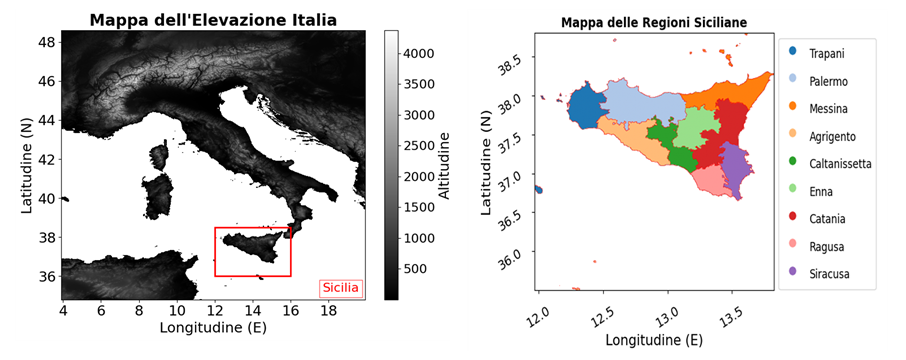 Mappa dell'Elevazione Italia
48
46
44
42
40
38
36
4 6 8 10 12 14 16 18
Latitudine (N)
Longitudine (E)
Sicilia
4000
3500
3000
2500
2000
1500
1000
500
Altitudine
Mappa delle Regioni Siciliane
38.5
38.0
37.5
37.0
36.5
36.0
12.0 12.5 13.0 13.5
Latitudine (N)
Longitudine (E)
Trapani
Palermo
Messina
Agrigento
Caltanissetta
Enna
Catania
Ragusa
Siracusa